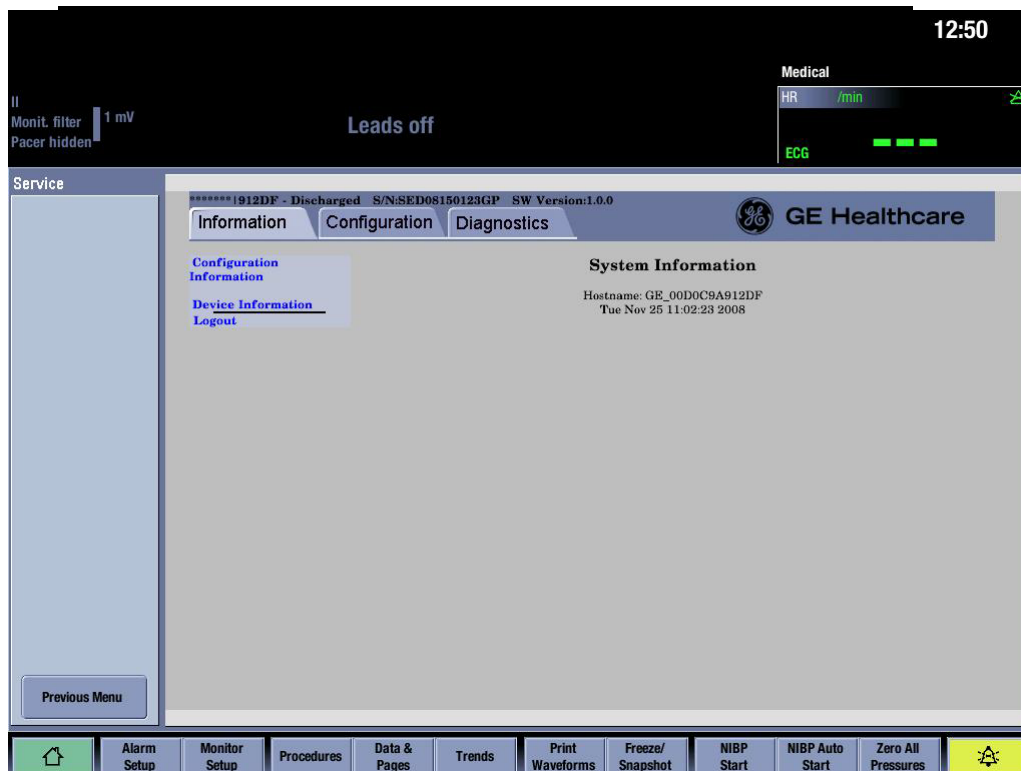 12:50
Medical
HR /min
II
Monit. filter 1 mV
Pacer hidden
Leads off
ECG
Service
*******|912DF - Discharged S/N:SED08150123GP SW Version:1.0.0
Information Configuration Diagnostics
GE Healthcare
Configuration
Information
Device Information
Logout
System Information
Hostname: GE_00D0C9A912DF
Tue Nov 25 11:02:23 2008
Previous Menu
Alarm
Setup
Monitor
Setup
Procedures
Data &
Pages
Trends
Print
Waveforms
Freeze/
Snapshot
NIBP
Start
NIBP Auto
Start
Zero All
Pressures